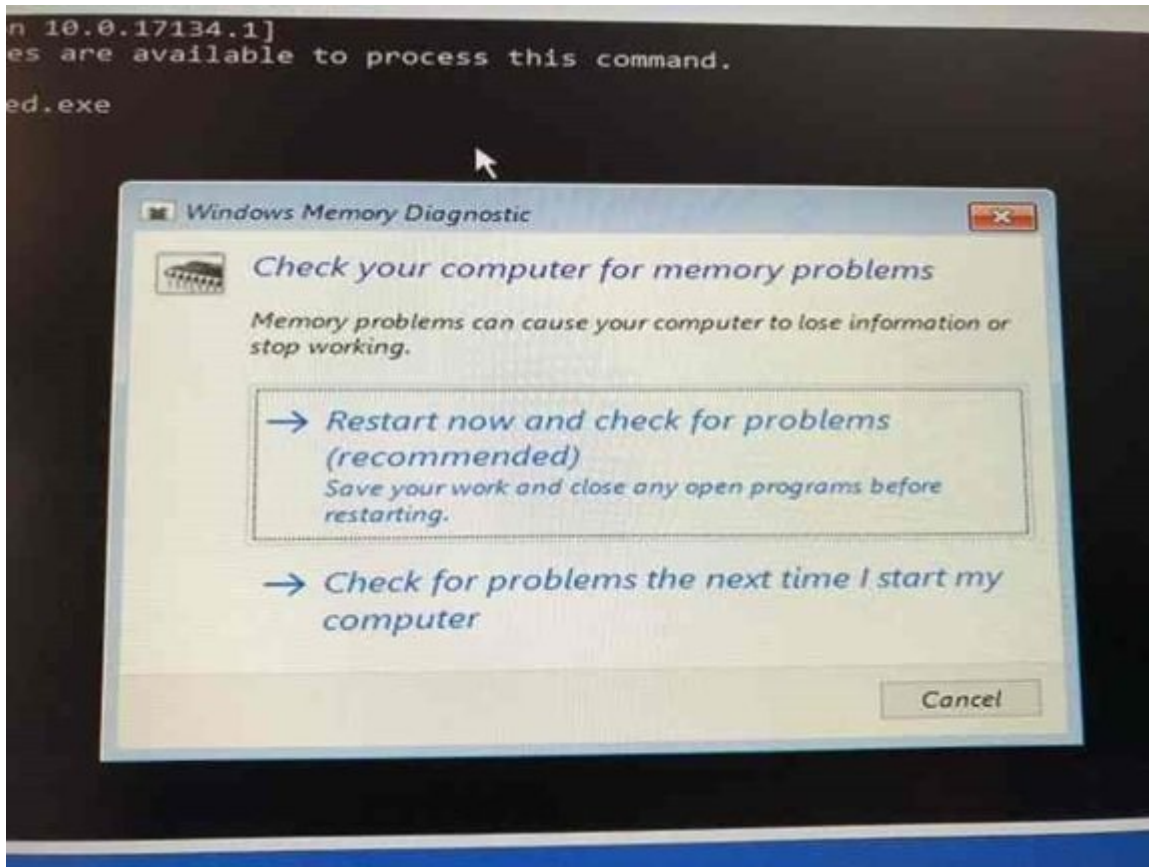 n 10.0.17134.1]
es are available to process this command.
ed.exe
Windows Memory Diagnostic
Check your computer for memory problems
Memory problems can cause your computer to lose information or
stop working.
→ Restart now and check for problems
(recommended)
Save your work and close any open programs before
restarting.
→ Check for problems the next time I start my
computer
Cancel